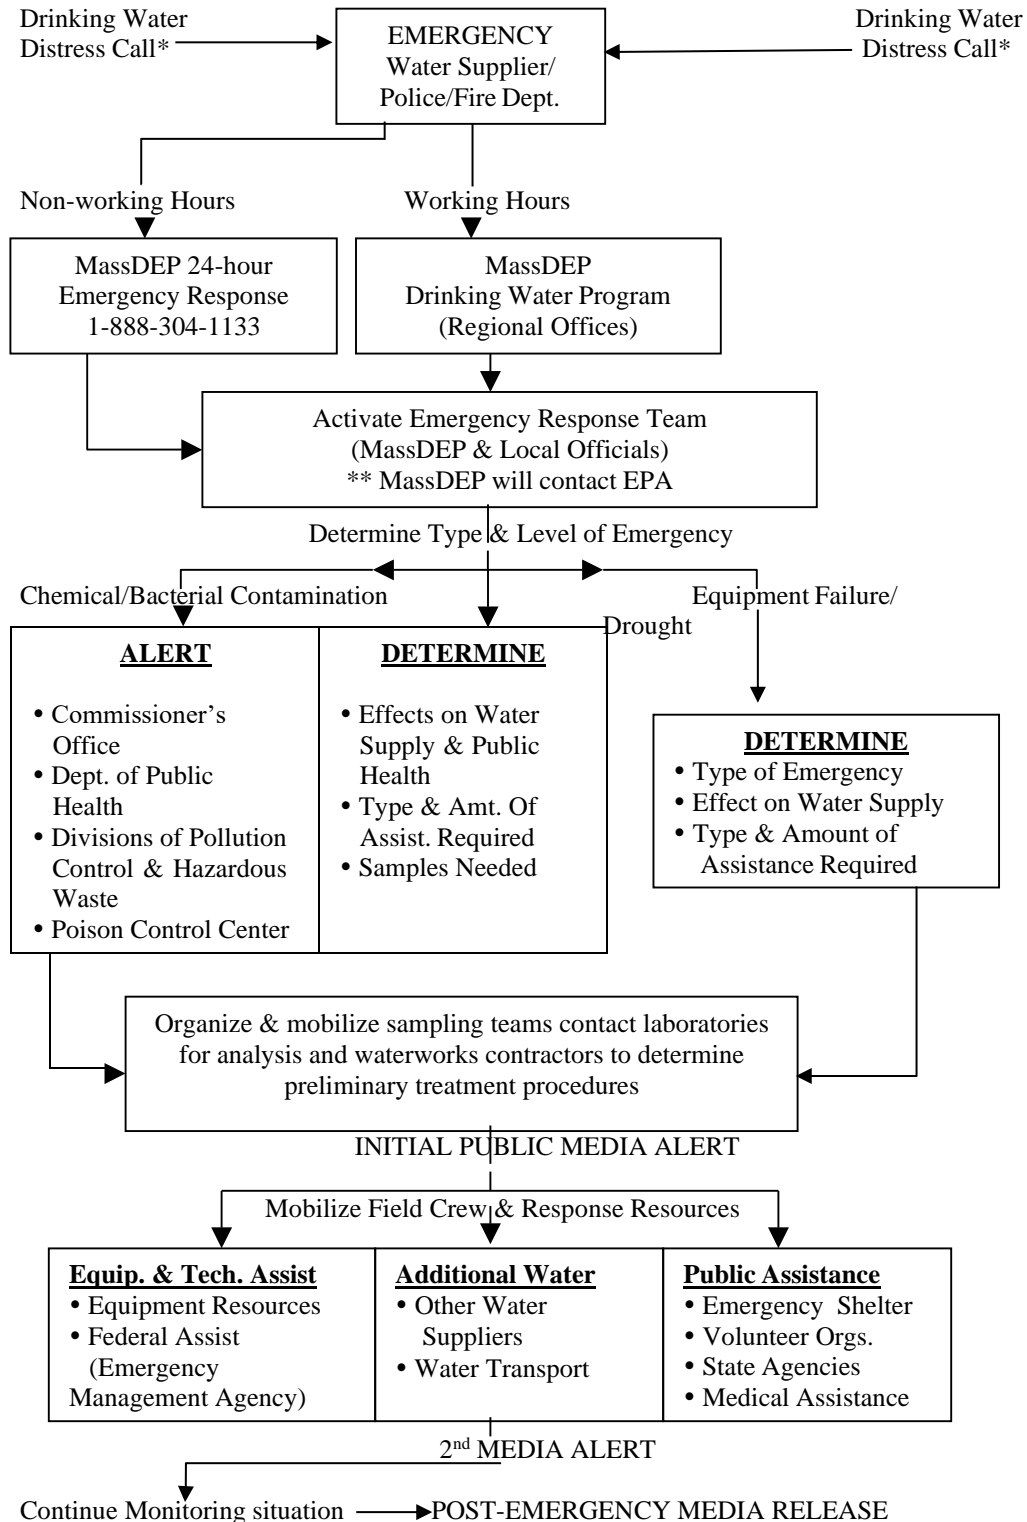 Drinking Water
Distress Call*
EMERGENCY
Water Supplier/
Police/Fire Dept.
Drinking Water
Distress Call*
Non-working Hours
Working Hours
MassDEP 24-hour
Emergency Response
1-888-304-1133
MassDEP
Drinking Water Program
(Regional Offices)
Activate Emergency Response Team
(MassDEP & Local Officials)
** MassDEP will contact EPA
Determine Type & Level of Emergency
Chemical/Bacterial Contamination
Equipment Failure/
Drought
ALERT
• Commissioner's
Office
• Dept. of Public
Health
• Divisions of Pollution
Control & Hazardous
Waste
• Poison Control Center
DETERMINE
• Effects on Water
Supply & Public
Health
• Type & Amt. Of
Assist. Required
• Samples Needed
DETERMINE
• Type of Emergency
• Effect on Water Supply
• Type & Amount of
Assistance Required
Organize & mobilize sampling teams contact laboratories
for analysis and waterworks contractors to determine
preliminary treatment procedures
INITIAL PUBLIC MEDIA ALERT
Mobilize Field Crew & Response Resources
Equip. & Tech. Assist
• Equipment Resources
• Federal Assist
(Emergency
Management Agency)
Additional Water
• Other Water
Suppliers
• Water Transport
Public Assistance
• Emergency Shelter
• Volunteer Orgs.
• State Agencies
• Medical Assistance
2nd MEDIA ALERT
Continue Monitoring situation
POST-EMERGENCY MEDIA RELEASE